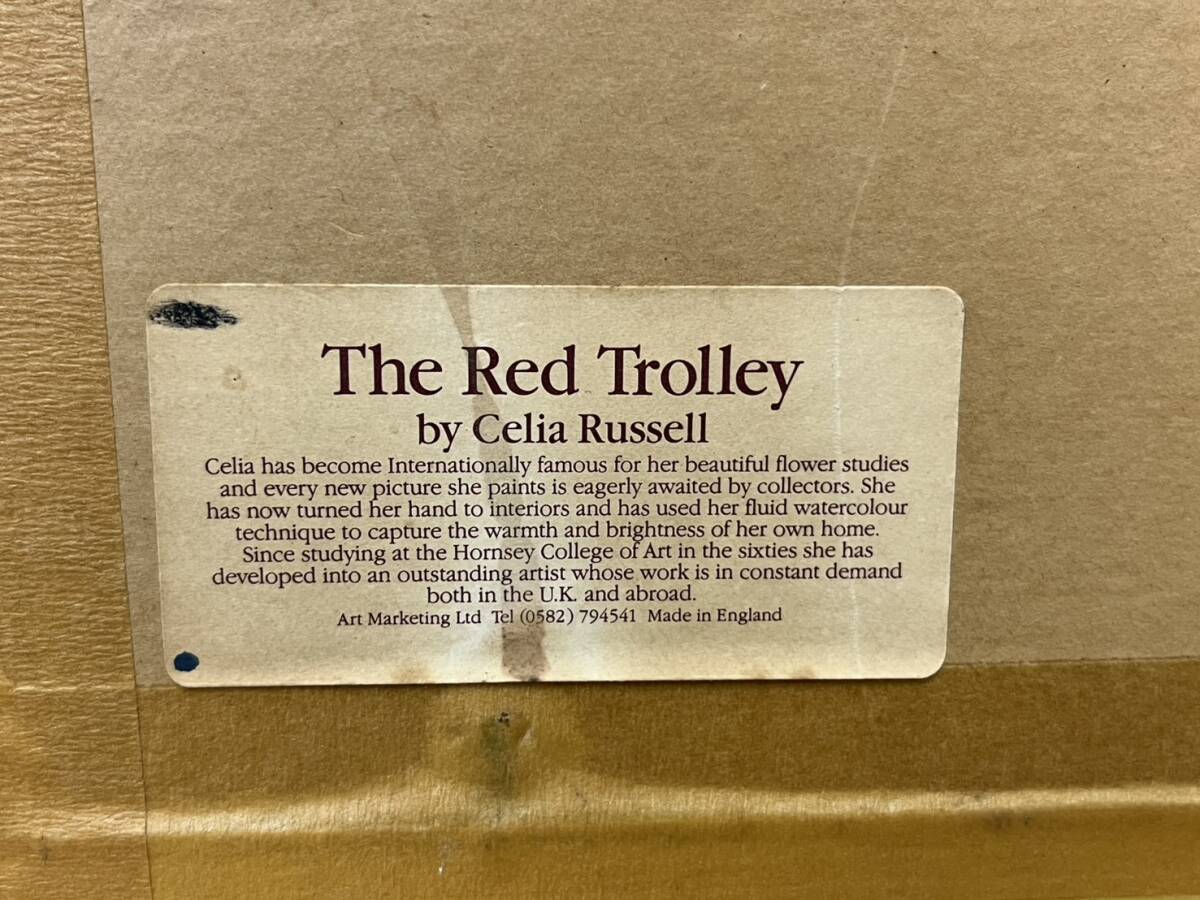 The Red Trolley
by Celia Russell
Celia has become Internationally famous for her beautiful flower studies
and every new picture she paints is eagerly awaited by collectors. She
has now turned her hand to interiors and has used her fluid watercolour
technique to capture the warmth and brightness of her own home.
Since studying at the Hornsey College of Art in the sixties she has
developed into an outstanding artist whose work is in constant demand
both in the U.K. and abroad.
Art Marketing Ltd Tel (0582) 794541 Made in England